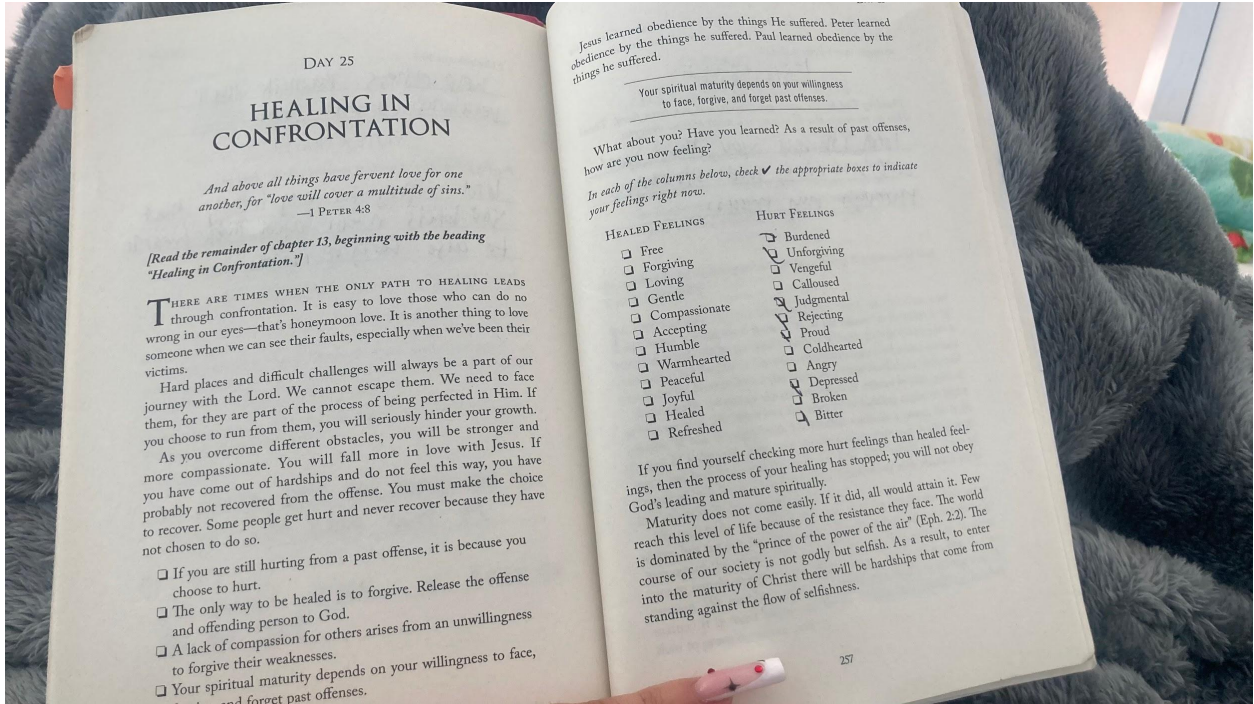 DAY 25
HEALING IN
CONFRONTATION
And above all things have fervent love for one
another, for “love will cover a multitude of sins.”
—1 PETER 4:8
[Read the remainder of chapter 13, beginning with the heading
“Healing in Confrontation.”]
THERE ARE TIMES WHEN THE ONLY PATH TO HEALING LEADS
through confrontation. It is easy to love those who can do no
wrong in our eyes—that’s honeymoon love. It is another thing to love
someone when we can see their faults, especially when we’ve been their
victims.
Hard places and difficult challenges will always be a part of our
journey with the Lord. We cannot escape them. We need to face
them, for they are part of the process of being perfected in Him. If
you choose to run from them, you will seriously hinder your growth.
As you overcome different obstacles, you will be stronger and
more compassionate. You will fall more in love with Jesus. If
you have come out of hardships and do not feel this way, you have
probably not recovered from the offense. You must make the choice
to recover. Some people get hurt and never recover because they have
not chosen to do so.
❏ If you are still hurting from a past offense, it is because you
choose to hurt.
❏ The only way to be healed is to forgive. Release the offense
and offending person to God.
❏ A lack of compassion for others arises from an unwillingness
to forgive their weaknesses.
❏ Your spiritual maturity depends on your willingness to face,
and forget past offenses.
Jesus learned obedience by the things He suffered. Peter learned
obedience by the things he suffered. Paul learned obedience by the
things he suffered.
Your spiritual maturity depends on your willingness
to face, forgive, and forget past offenses.
What about you? Have you learned? As a result of past offenses,
how are you now feeling?
In each of the columns below, check ✔ the appropriate boxes to indicate
your feelings right now.
HEALED FEELINGS
❏ Free
❏ Forgiving
❏ Loving
❏ Gentle
❏ Compassionate
❏ Accepting
❏ Humble
❏ Warmhearted
❏ Peaceful
❏ Joyful
❏ Healed
❏ Refreshed
HURT FEELINGS
❏ Burdened
❏ Unforgiving
❏ Vengeful
❏ Calloused
❏ Judgmental
❏ Rejecting
❏ Proud
❏ Coldhearted
❏ Angry
❏ Depressed
❏ Broken
❏ Bitter
If you find yourself checking more hurt feelings than healed feel-
ings, then the process of your healing has stopped; you will not obey
God’s leading and mature spiritually.
Maturity does not come easily. If it did, all would attain it. Few
reach this level of life because of the resistance they face. The world
is dominated by the “prince of the power of the air” (Eph. 2:2). The
course of our society is not godly but selfish. As a result, to enter
into the maturity of Christ there will be hardships that come from
standing against the flow of selfishness.
257